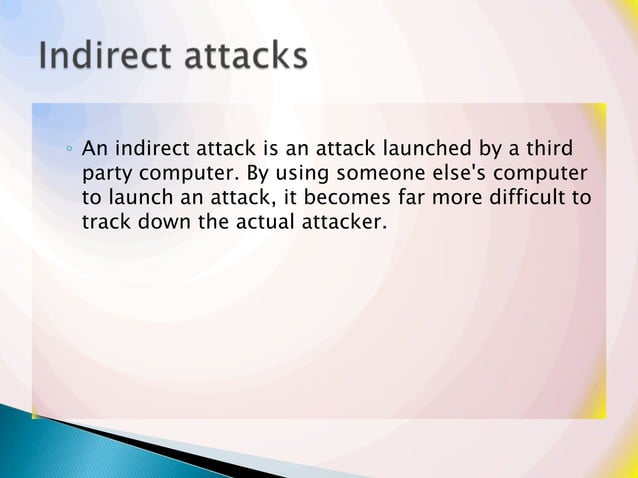 Indirect attacks
◦ An indirect attack is an attack launched by a third
party computer. By using someone else's computer
to launch an attack, it becomes far more difficult to
track down the actual attacker.